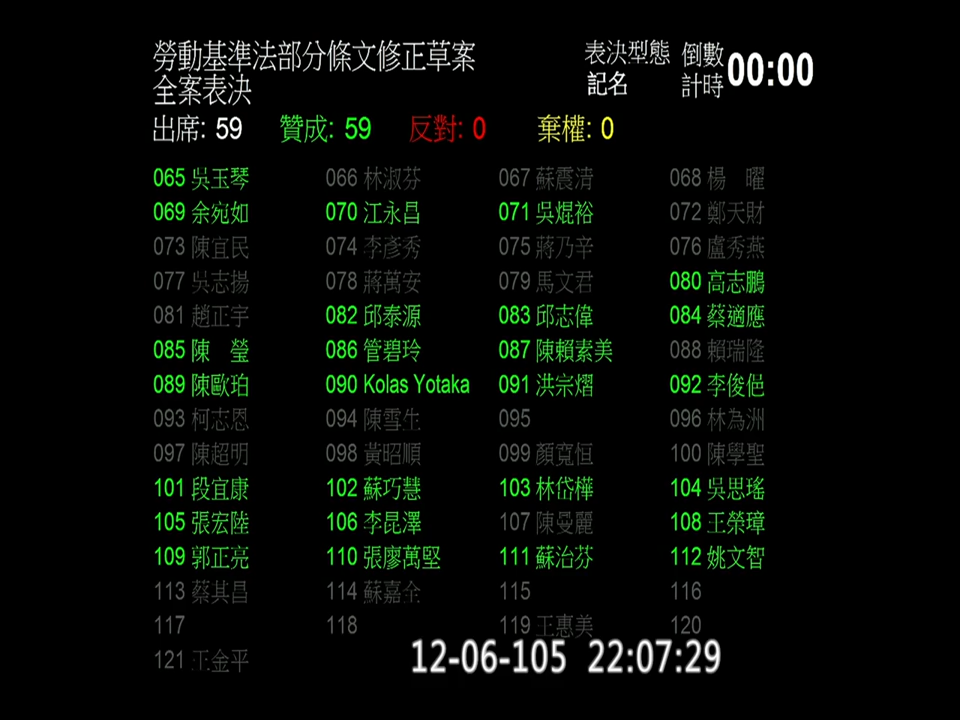 勞動基準法部分條文修正草案 表決型態 倒數 00:00
全案表決 記名 計時
出席: 59 贊成: 59 反對: 0 棄權: 0
065 吳玉琴 066 林淑芬 067 蘇震清 068 楊 曜
069 余宛如 070 江永昌 071 吳焜裕 072 鄭天財
073 陳宜民 074 李彥秀 075 蔣乃辛 076 盧秀燕
077 吳志揚 078 蔣萬安 079 馬文君 080 高志鵬
081 趙正宇 082 邱泰源 083 邱志偉 084 蔡適應
085 陳 瑩 086 管碧玲 087 陳賴素美 088 賴瑞隆
089 陳歐珀 090 Kolas Yotaka 091 洪宗熠 092 李俊俋
093 柯志恩 094 陳雪生 095 096 林為洲
097 陳超明 098 黃昭順 099 顏寬恒 100 陳學聖
101 段宜康 102 蘇巧慧 103 林岱樺 104 吳思瑤
105 張宏陸 106 李昆澤 107 陳曼麗 108 王榮璋
109 郭正亮 110 張廖萬堅 111 蘇治芬 112 姚文智
113 蔡其昌 114 蘇嘉全 115 116
117 118 119 王惠美 120
121 王金平
12-06-105 22:07:29